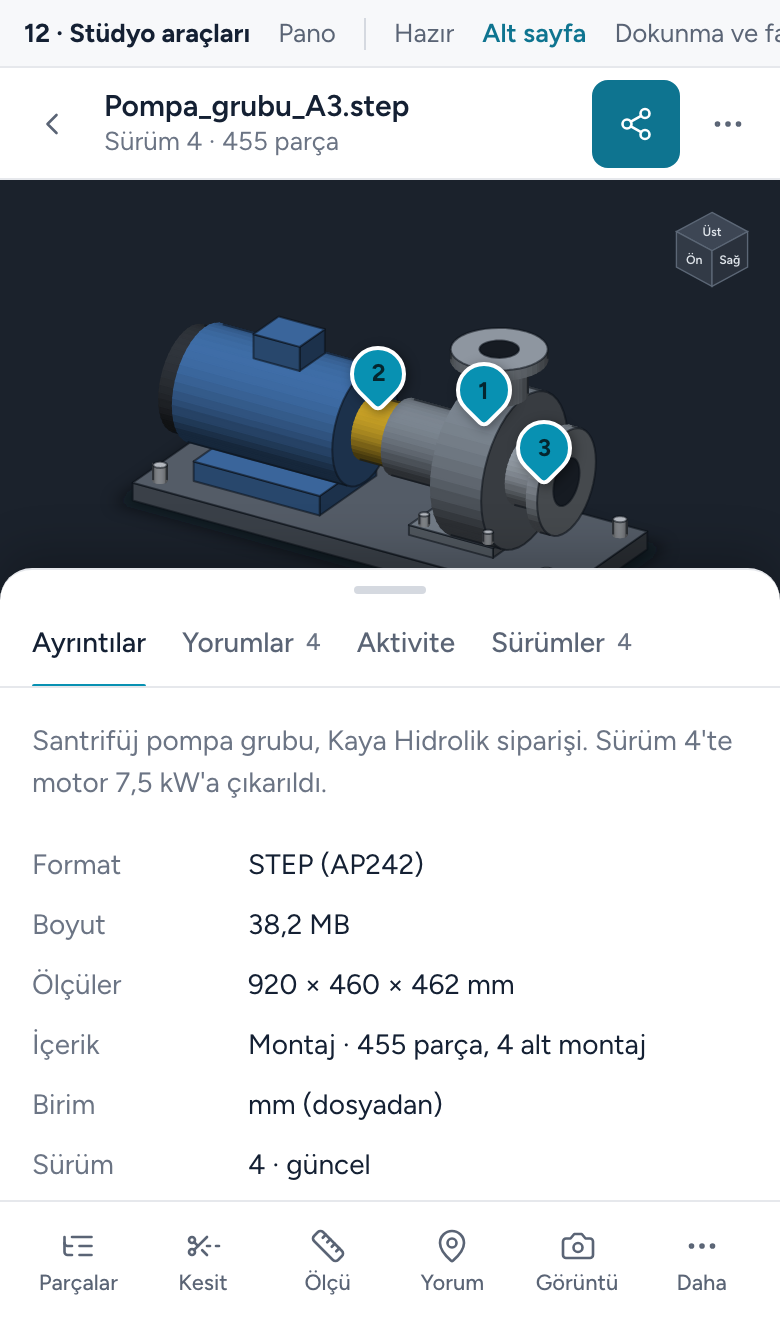 12 · Stüdyo araçları Pano Hazır Alt sayfa Dokunma ve fa
Pompa_grubu_A3.step
Sürüm 4 · 455 parça
Üst
Ön Sağ
2
1
3
Ayrıntılar Yorumlar 4 Aktivite Sürümler 4
Santrifüj pompa grubu, Kaya Hidrolik siparişi. Sürüm 4'te
motor 7,5 kW'a çıkarıldı.
Format STEP (AP242)
Boyut 38,2 MB
Ölçüler 920 × 460 × 462 mm
İçerik Montaj · 455 parça, 4 alt montaj
Birim mm (dosyadan)
Sürüm 4 · güncel
Parçalar Kesit Ölçü Yorum Görüntü Daha